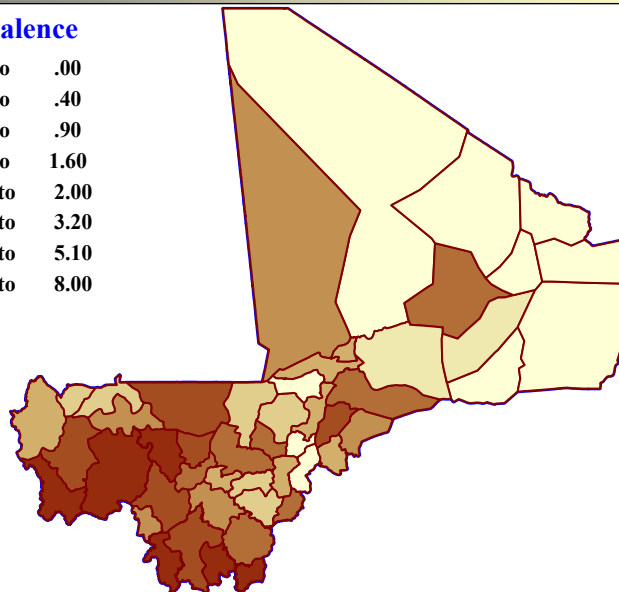 alence
o .00
o .40
o .90
o 1.60
to 2.00
to 3.20
to 5.10
to 8.00